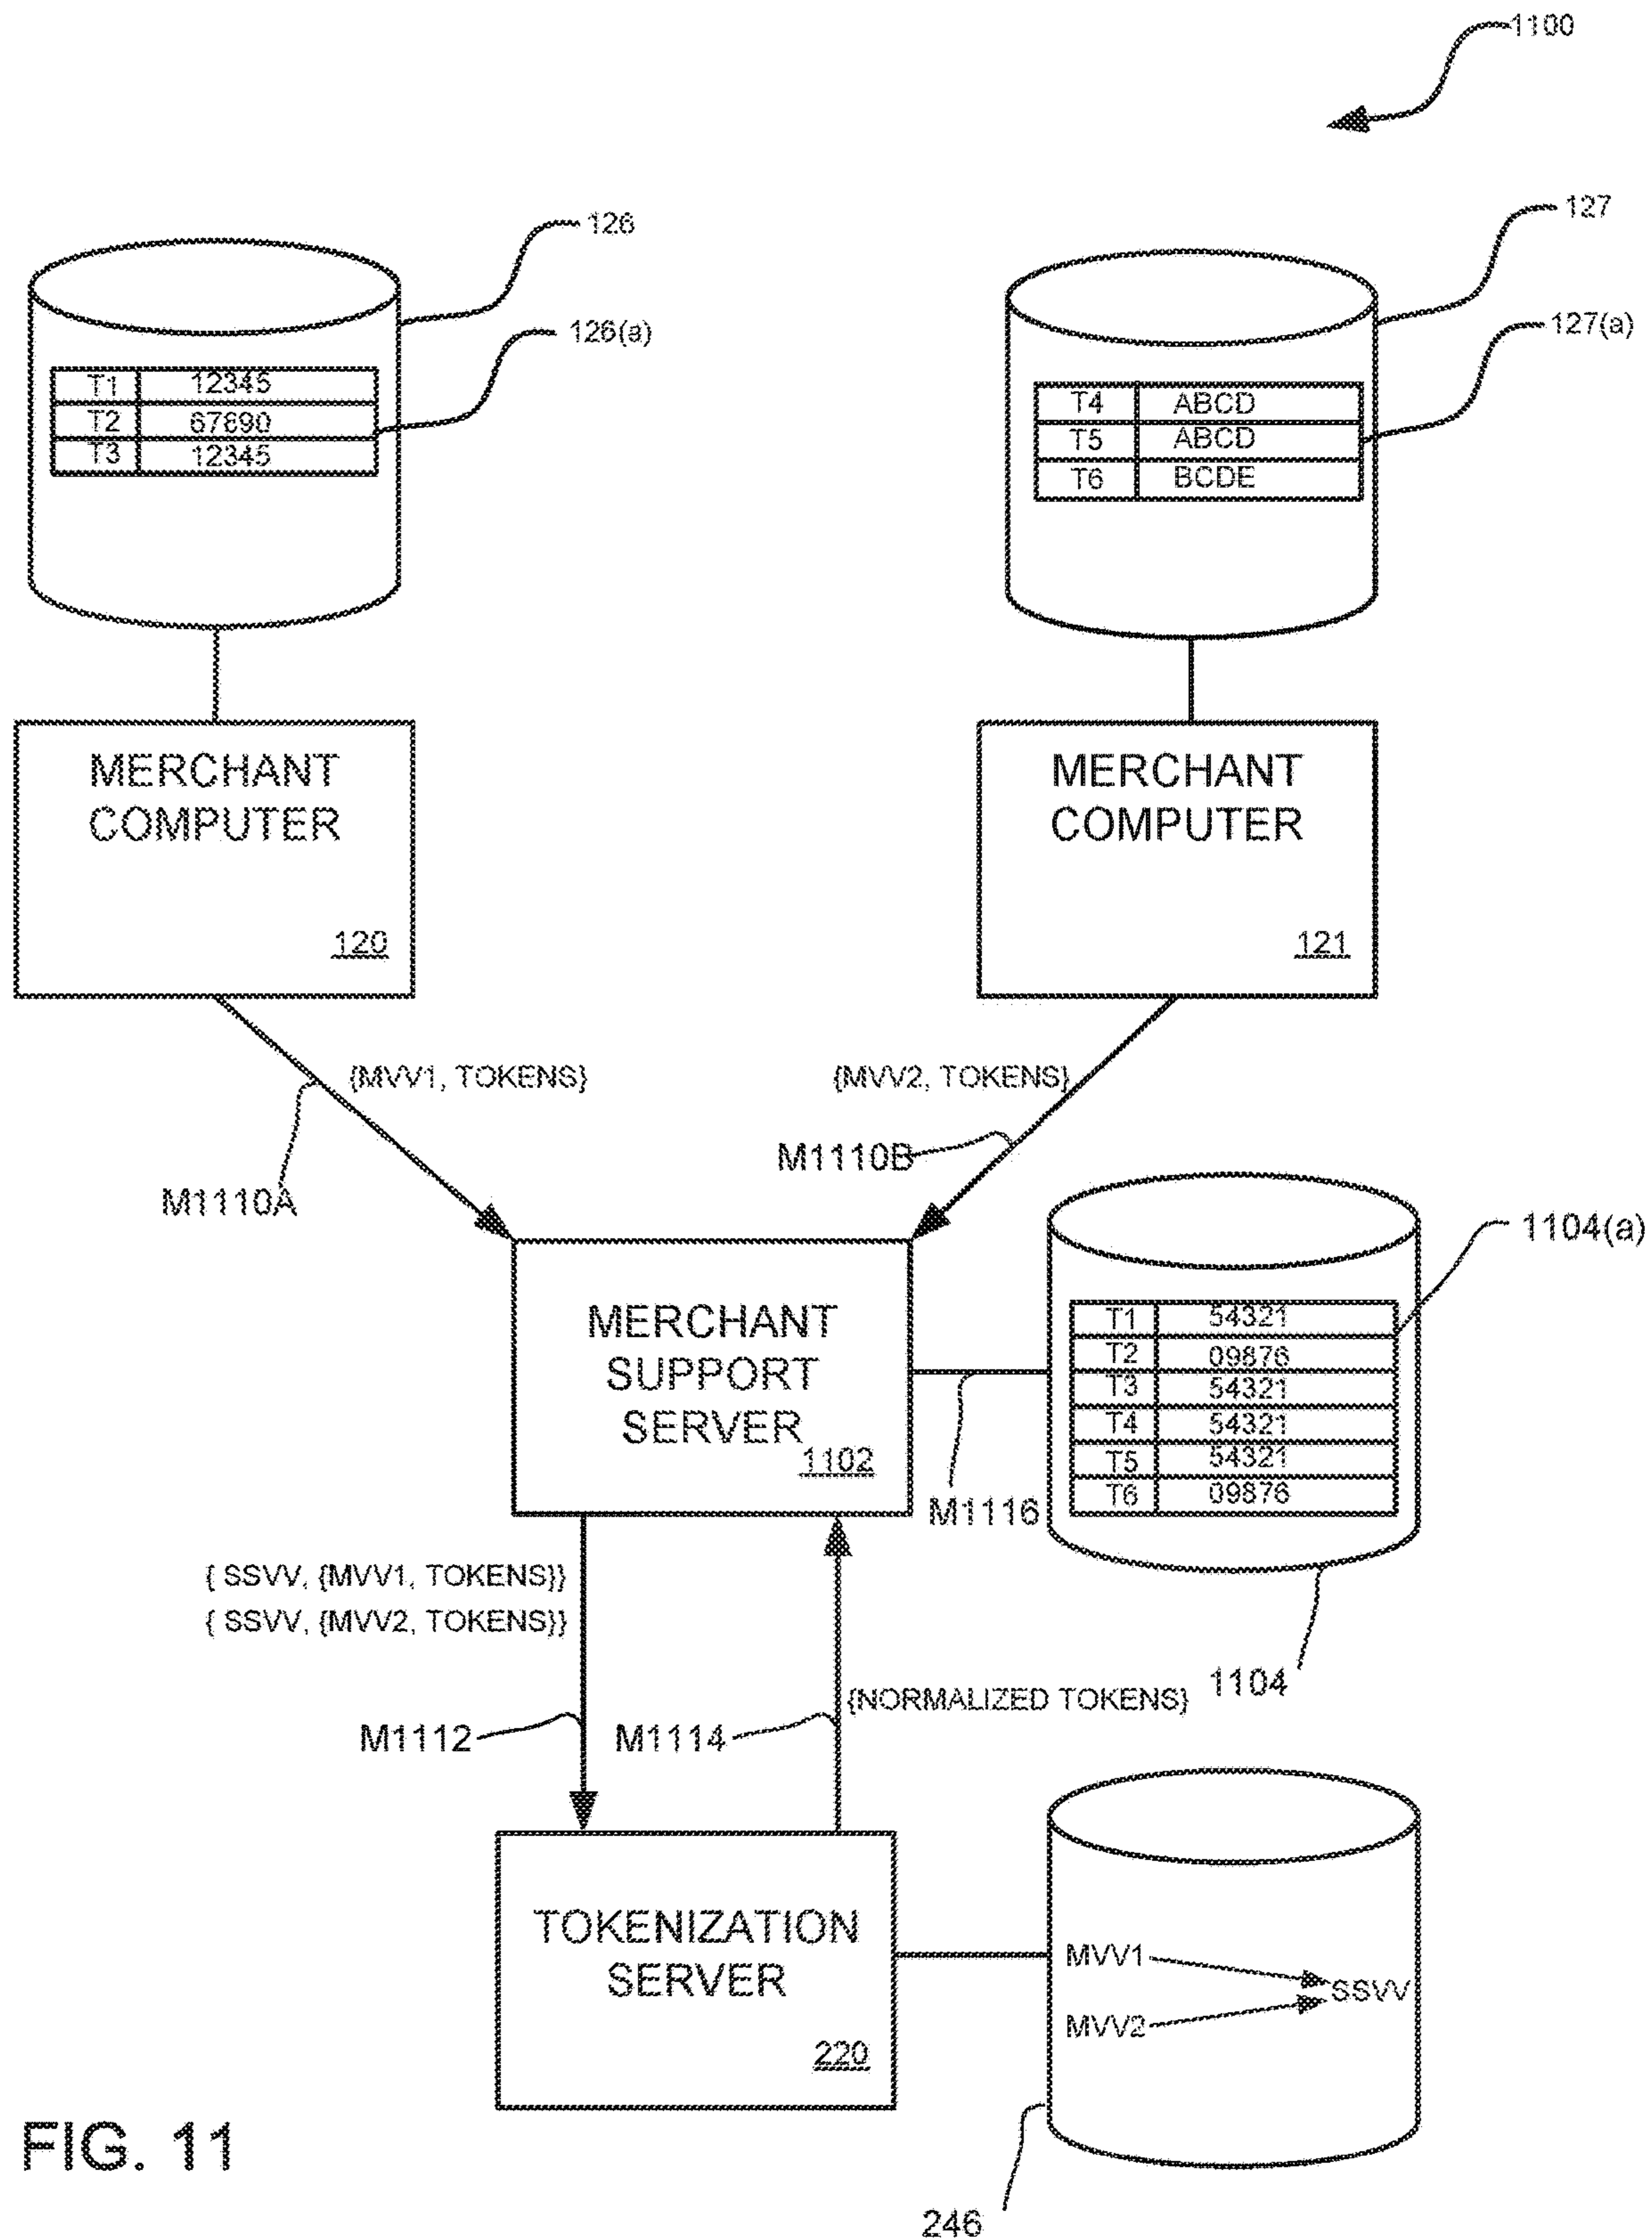 1100
126
127
126(a)
127(a)
T1 12345
T2 67890
T3 12345
T4 ABCD
T5 ABCD
T6 BCDE
MERCHANT
COMPUTER
120
MERCHANT
COMPUTER
121
{MVV1, TOKENS}
{MVV2, TOKENS}
M1110A
M1110B
1104(a)
MERCHANT
SUPPORT
SERVER
1102
T1 54321
T2 09876
T3 54321
T4 54321
T5 54321
T6 09876
M1116
{ SSVV, {MVV1, TOKENS}}
{ SSVV, {MVV2, TOKENS}}
1104
{NORMALIZED TOKENS}
M1112
M1114
TOKENIZATION
SERVER
220
MVV1
SSVV
MVV2
FIG. 11
246